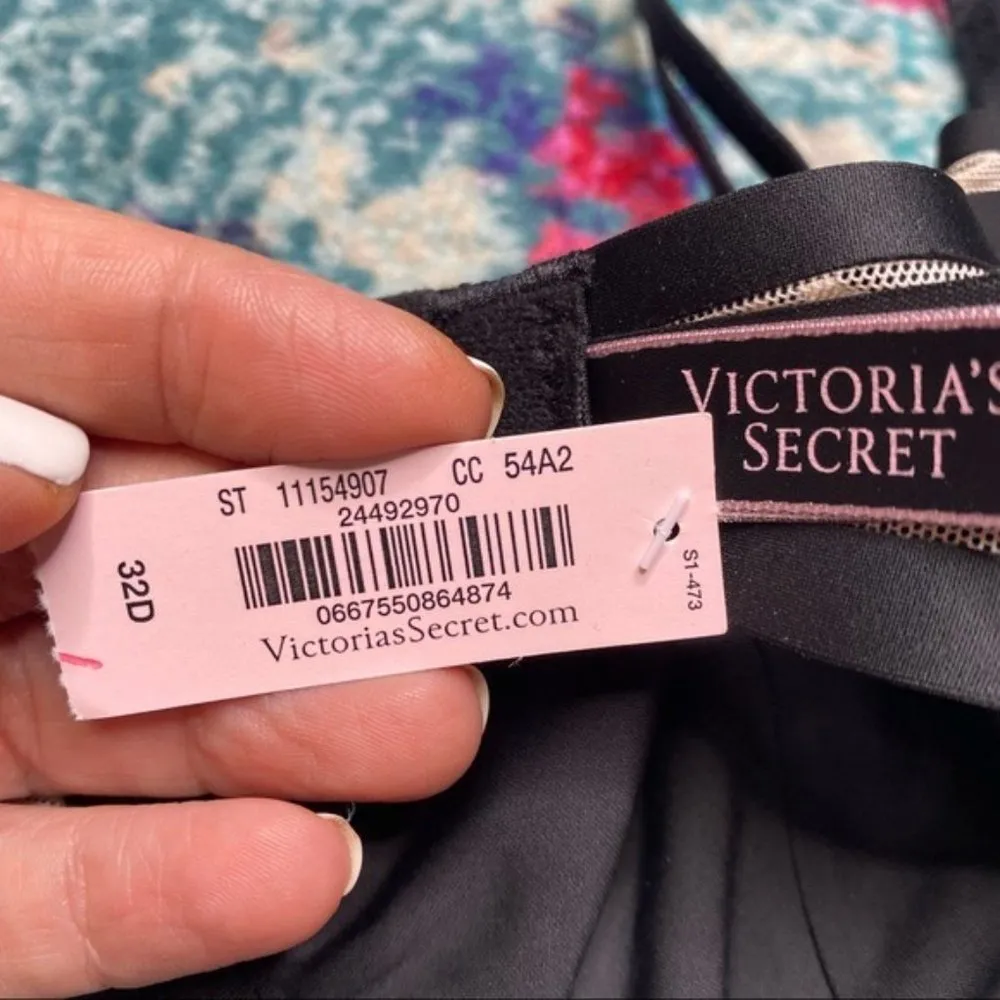 VICTORIA'S
SECRET
ST 11154907 CC 54A2
24492970
32D
0667550864874
VictoriasSecret.com
S1-473